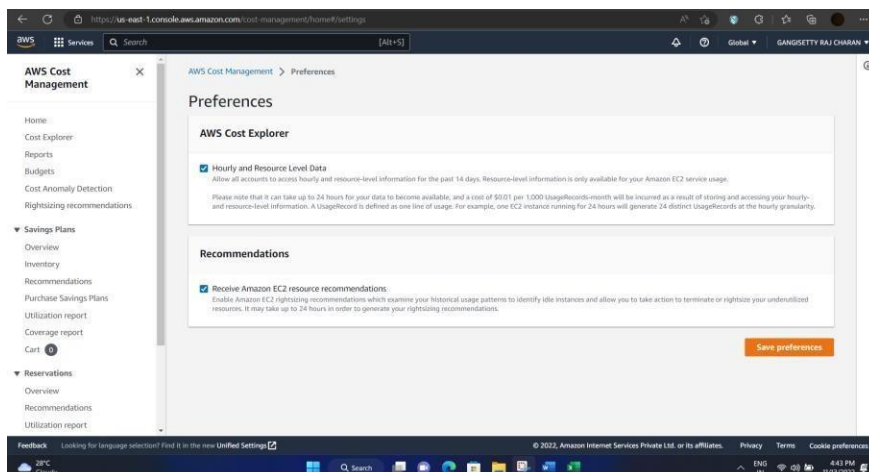 https://us-east-1.console.aws.amazon.com/cost-management/home#/settings
aws Services Search [Alt+S] Global GANGISETTY RAJ CHARAN
AWS Cost Management
AWS Cost Management > Preferences
Preferences
Home
Cost Explorer
Reports
Budgets
Cost Anomaly Detection
Rightsizing recommendations
Savings Plans
Overview
Inventory
Recommendations
Purchase Savings Plans
Utilization report
Coverage report
Cart 0
Reservations
Overview
Recommendations
Utilization report
AWS Cost Explorer
Hourly and Resource Level Data
Allow all accounts to access hourly and resource-level information for the past 14 days. Resource-level information is only available for your Amazon EC2 service usage.
Please note that it can take up to 24 hours for your data to become available, and a cost of $0.01 per 1,000 UsageRecords-month will be incurred as a result of storing and accessing your hourly-
and resource-level information. A UsageRecord is defined as one line of usage. For example, one EC2 instance running for 24 hours will generate 24 distinct UsageRecords at the hourly granularity.
Recommendations
Receive Amazon EC2 resource recommendations
Enable Amazon EC2 rightsizing recommendations which examine your historical usage patterns to identify idle instances and allow you to take action to terminate or rightsize your underutilized
resources. It may take up to 24 hours in order to generate your rightsizing recommendations.
Save preferences
Feedback Looking for language selection? Find it in the new Unified Settings © 2022, Amazon Internet Services Private Ltd. or its affiliates. Privacy Terms Cookie preferences
28°C Search ENG 4:43 PM